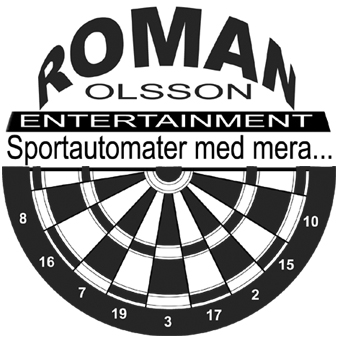 ROMAN
OLSSON
ENTERTAINMENT
Sportautomater med mera...
8 16 7 19 3 17 2 15 10